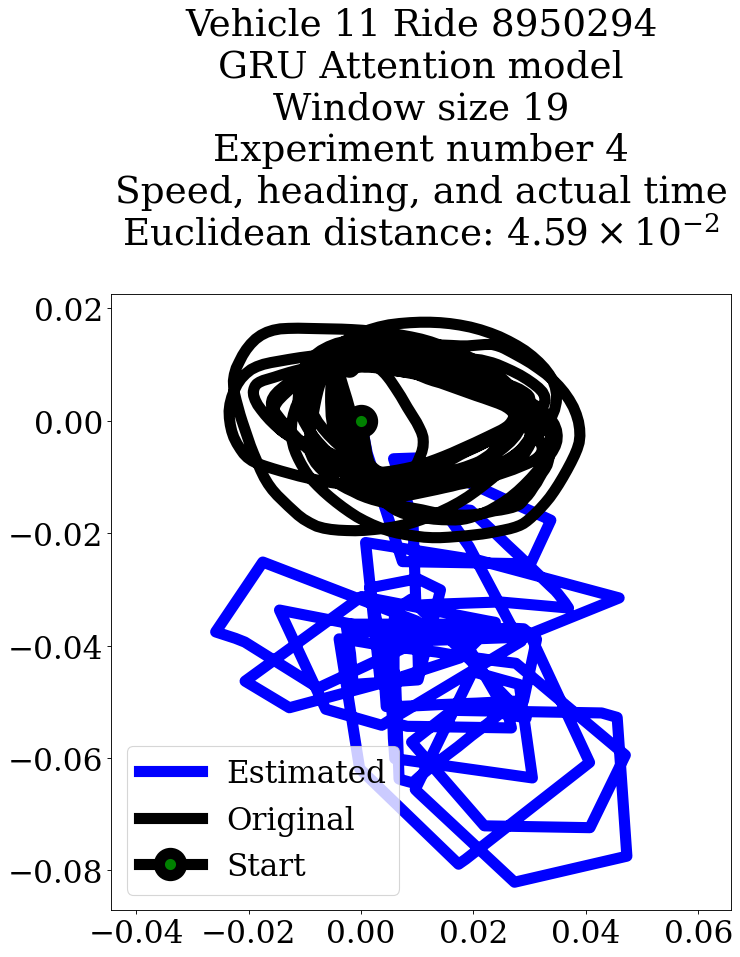 Vehicle 11 Ride 8950294
GRU Attention model
Window size 19
Experiment number 4
Speed, heading, and actual time
Euclidean distance: 4.59 × 10⁻²
0.02
0.00
−0.02
−0.04
−0.06
−0.08
Estimated
Original
Start
−0.04 −0.02 0.00 0.02 0.04 0.06